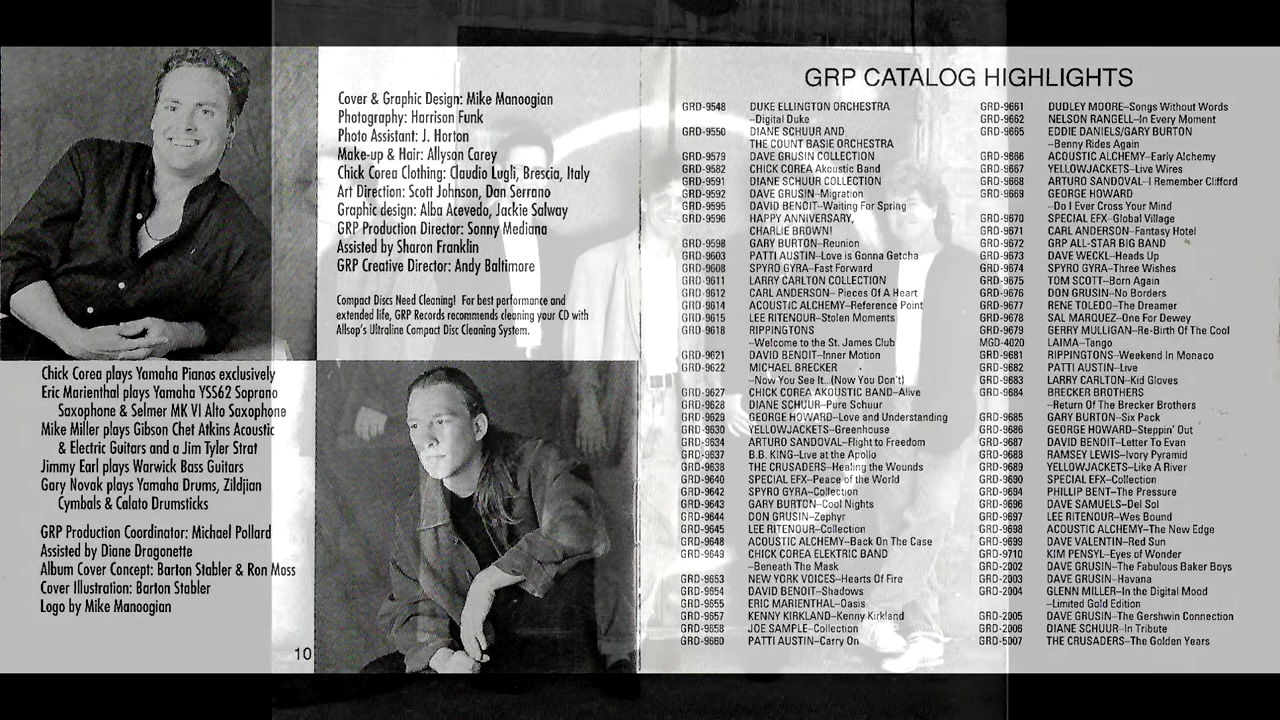 Cover & Graphic Design: Mike Manoogian
Photography: Harrison Funk
Photo Assistant: J. Horton
Make-up & Hair: Allyson Carey
Chick Corea Clothing: Claudio Lugli, Brescia, Italy
Art Direction: Scott Johnson, Dan Serrano
Graphic design: Alba Acevedo, Jackie Salway
GRP Production Director: Sonny Mediana
Assisted by Sharon Franklin
GRP Creative Director: Andy Baltimore
Compact Discs Need Cleaning! For best performance and
extended life, GRP Records recommends cleaning your CD with
Allsop's Ultraline Compact Disc Cleaning System.
Chick Corea plays Yamaha Pianos exclusively
Eric Marienthal plays Yamaha YSS62 Soprano
Saxophone & Selmer MK VI Alto Saxophone
Mike Miller plays Gibson Chet Atkins Acoustic
& Electric Guitars and a Jim Tyler Strat
Jimmy Earl plays Warwick Bass Guitars
Gary Novak plays Yamaha Drums, Zildjian
Cymbals & Calato Drumsticks
GRP Production Coordinator: Michael Pollard
Assisted by Diane Dragonette
Album Cover Concept: Barton Stabler & Ron Moss
Cover Illustration: Barton Stabler
Logo by Mike Manoogian
10
GRP CATALOG HIGHLIGHTS
GRD-9548 DUKE ELLINGTON ORCHESTRA
–Digital Duke
GRD-9550 DIANE SCHUUR AND
THE COUNT BASIE ORCHESTRA
GRD-9579 DAVE GRUSIN COLLECTION
GRD-9582 CHICK COREA Akoustic Band
GRD-9591 DIANE SCHUUR COLLECTION
GRD-9592 DAVE GRUSIN–Migration
GRD-9595 DAVID BENOIT–Waiting For Spring
GRD-9596 HAPPY ANNIVERSARY,
CHARLIE BROWN!
GRD-9598 GARY BURTON–Reunion
GRD-9603 PATTI AUSTIN–Love is Gonna Getcha
GRD-9608 SPYRO GYRA–Fast Forward
GRD-9611 LARRY CARLTON COLLECTION
GRD-9612 CARL ANDERSON–Pieces Of A Heart
GRD-9614 ACOUSTIC ALCHEMY–Reference Point
GRD-9615 LEE RITENOUR–Stolen Moments
GRD-9618 RIPPINGTONS
–Welcome to the St. James Club
GRD-9621 DAVID BENOIT–Inner Motion
GRD-9622 MICHAEL BRECKER
–Now You See It...(Now You Don't)
GRD-9627 CHICK COREA AKOUSTIC BAND–Alive
GRD-9628 DIANE SCHUUR–Pure Schuur
GRD-9629 GEORGE HOWARD–Love and Understanding
GRD-9630 YELLOWJACKETS–Greenhouse
GRD-9634 ARTURO SANDOVAL–Flight to Freedom
GRD-9637 B.B. KING–Live at the Apollo
GRD-9638 THE CRUSADERS–Healing the Wounds
GRD-9640 SPECIAL EFX–Peace of the World
GRD-9642 SPYRO GYRA–Collection
GRD-9643 GARY BURTON–Cool Nights
GRD-9644 DON GRUSIN–Zephyr
GRD-9645 LEE RITENOUR–Collection
GRD-9648 ACOUSTIC ALCHEMY–Back On The Case
GRD-9649 CHICK COREA ELEKTRIC BAND
–Beneath The Mask
GRD-9653 NEW YORK VOICES–Hearts Of Fire
GRD-9654 DAVID BENOIT–Shadows
GRD-9655 ERIC MARIENTHAL–Oasis
GRD-9657 KENNY KIRKLAND–Kenny Kirkland
GRD-9658 JOE SAMPLE–Collection
GRD-9660 PATTI AUSTIN–Carry On
GRD-9661 DUDLEY MOORE–Songs Without Words
GRD-9662 NELSON RANGELL–In Every Moment
GRD-9665 EDDIE DANIELS/GARY BURTON
–Benny Rides Again
GRD-9666 ACOUSTIC ALCHEMY–Early Alchemy
GRD-9667 YELLOWJACKETS–Live Wires
GRD-9668 ARTURO SANDOVAL–I Remember Clifford
GRD-9669 GEORGE HOWARD
–Do I Ever Cross Your Mind
GRD-9670 SPECIAL EFX–Global Village
GRD-9671 CARL ANDERSON–Fantasy Hotel
GRD-9672 GRP ALL-STAR BIG BAND
GRD-9673 DAVE WECKL–Heads Up
GRD-9674 SPYRO GYRA–Three Wishes
GRD-9675 TOM SCOTT–Born Again
GRD-9676 DON GRUSIN–No Borders
GRD-9677 RENE TOLEDO–The Dreamer
GRD-9678 SAL MARQUEZ–One For Dewey
GRD-9679 GERRY MULLIGAN–Re-Birth Of The Cool
MGD-4020 LAIMA–Tango
GRD-9681 RIPPINGTONS–Weekend In Monaco
GRD-9682 PATTI AUSTIN–Live
GRD-9683 LARRY CARLTON–Kid Gloves
GRD-9684 BRECKER BROTHERS
–Return Of The Brecker Brothers
GRD-9685 GARY BURTON–Six Pack
GRD-9686 GEORGE HOWARD–Steppin' Out
GRD-9687 DAVID BENOIT–Letter To Evan
GRD-9688 RAMSEY LEWIS–Ivory Pyramid
GRD-9689 YELLOWJACKETS–Like A River
GRD-9690 SPECIAL EFX–Collection
GRD-9694 PHILLIP BENT–The Pressure
GRD-9696 DAVE SAMUELS–Del Sol
GRD-9697 LEE RITENOUR–Wes Bound
GRD-9698 ACOUSTIC ALCHEMY–The New Edge
GRD-9699 DAVE VALENTIN–Red Sun
GRD-9710 KIM PENSYL–Eyes of Wonder
GRD-2002 DAVE GRUSIN–The Fabulous Baker Boys
GRD-2003 DAVE GRUSIN–Havana
GRD-2004 GLENN MILLER–In the Digital Mood
–Limited Gold Edition
GRD-2005 DAVE GRUSIN–The Gershwin Connection
GRD-2006 DIANE SCHUUR–In Tribute
GRD-5007 THE CRUSADERS–The Golden Years